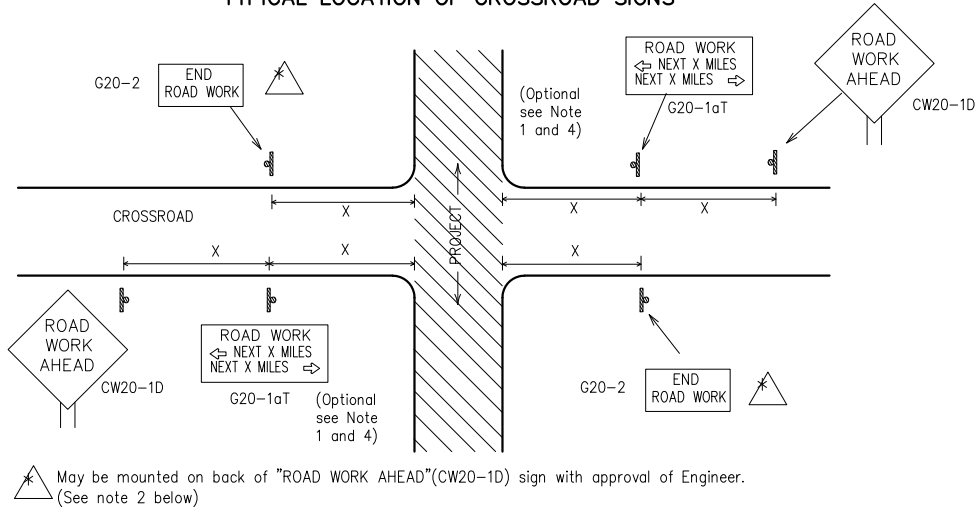 TYPICAL LOCATION OF CROSSROAD SIGNS
ROAD
WORK
AHEAD
CW20-1D
ROAD WORK
⇦ NEXT X MILES
NEXT X MILES ⇨
G20-1aT
(Optional
see Note
1 and 4)
G20-2
END
ROAD WORK
*
X
X
X
CROSSROAD
PROJECT
X
X
X
ROAD
WORK
AHEAD
CW20-1D
ROAD WORK
⇦ NEXT X MILES
NEXT X MILES ⇨
G20-1aT
(Optional
see Note
1 and 4)
G20-2
END
ROAD WORK
*
* May be mounted on back of "ROAD WORK AHEAD"(CW20-1D) sign with approval of Engineer.
(See note 2 below)